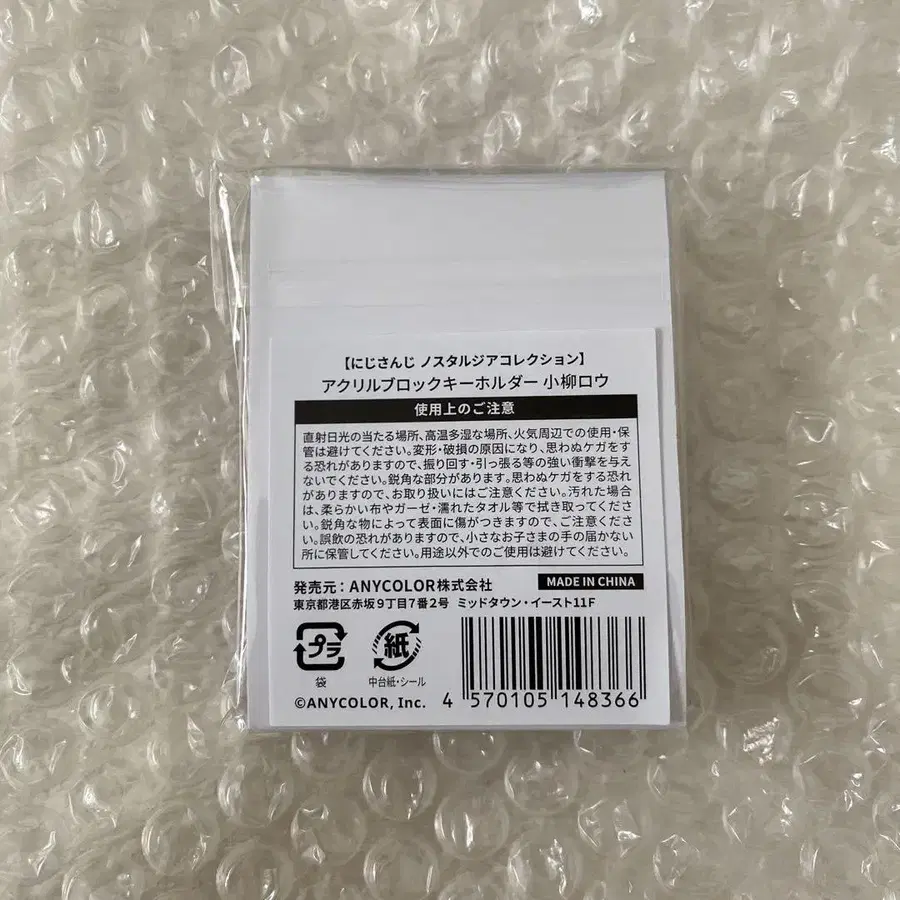 【にじさんじ ノスタルジアコレクション】
アクリルブロックキーホルダー 小柳ロウ
使用上のご注意
直射日光の当たる場所、高温多湿な場所、火気周辺での使用・保
管は避けてください。変形・破損の原因になり、思わぬケガをす
る恐れがありますので、振り回す・引っ張る等の強い衝撃を与え
ないでください。鋭角な部分があります。思わぬケガをする恐れ
がありますので、お取り扱いにはご注意ください。汚れた場合
は、柔らかい布やガーゼ・濡れたタオル等で拭き取ってくださ
い。鋭角な物によって表面に傷がつきますので、ご注意くださ
い。誤飲の恐れがありますので、小さなお子さまの手の届かない
所に保管してください。用途以外でのご使用は避けてください。
発売元：ANYCOLOR株式会社
MADE IN CHINA
東京都港区赤坂9丁目7番2号 ミッドタウン・イースト11F
プラ
袋
紙
中台紙・シール
©ANYCOLOR, Inc.
4 570105 148366